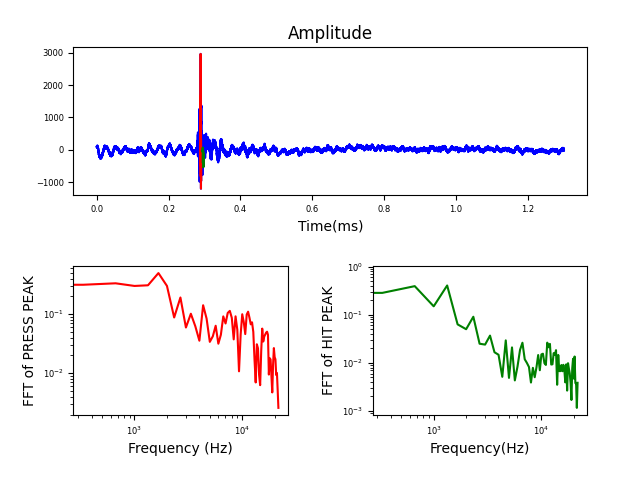 Amplitude
3000
2000
1000
0
−1000
0.0 0.2 0.4 0.6 0.8 1.0 1.2
Time(ms)
FFT of PRESS PEAK
10⁻¹
10⁻²
10³ 10⁴
Frequency (Hz)
FFT of HIT PEAK
10⁰
10⁻¹
10⁻²
10⁻³
10³ 10⁴
Frequency(Hz)